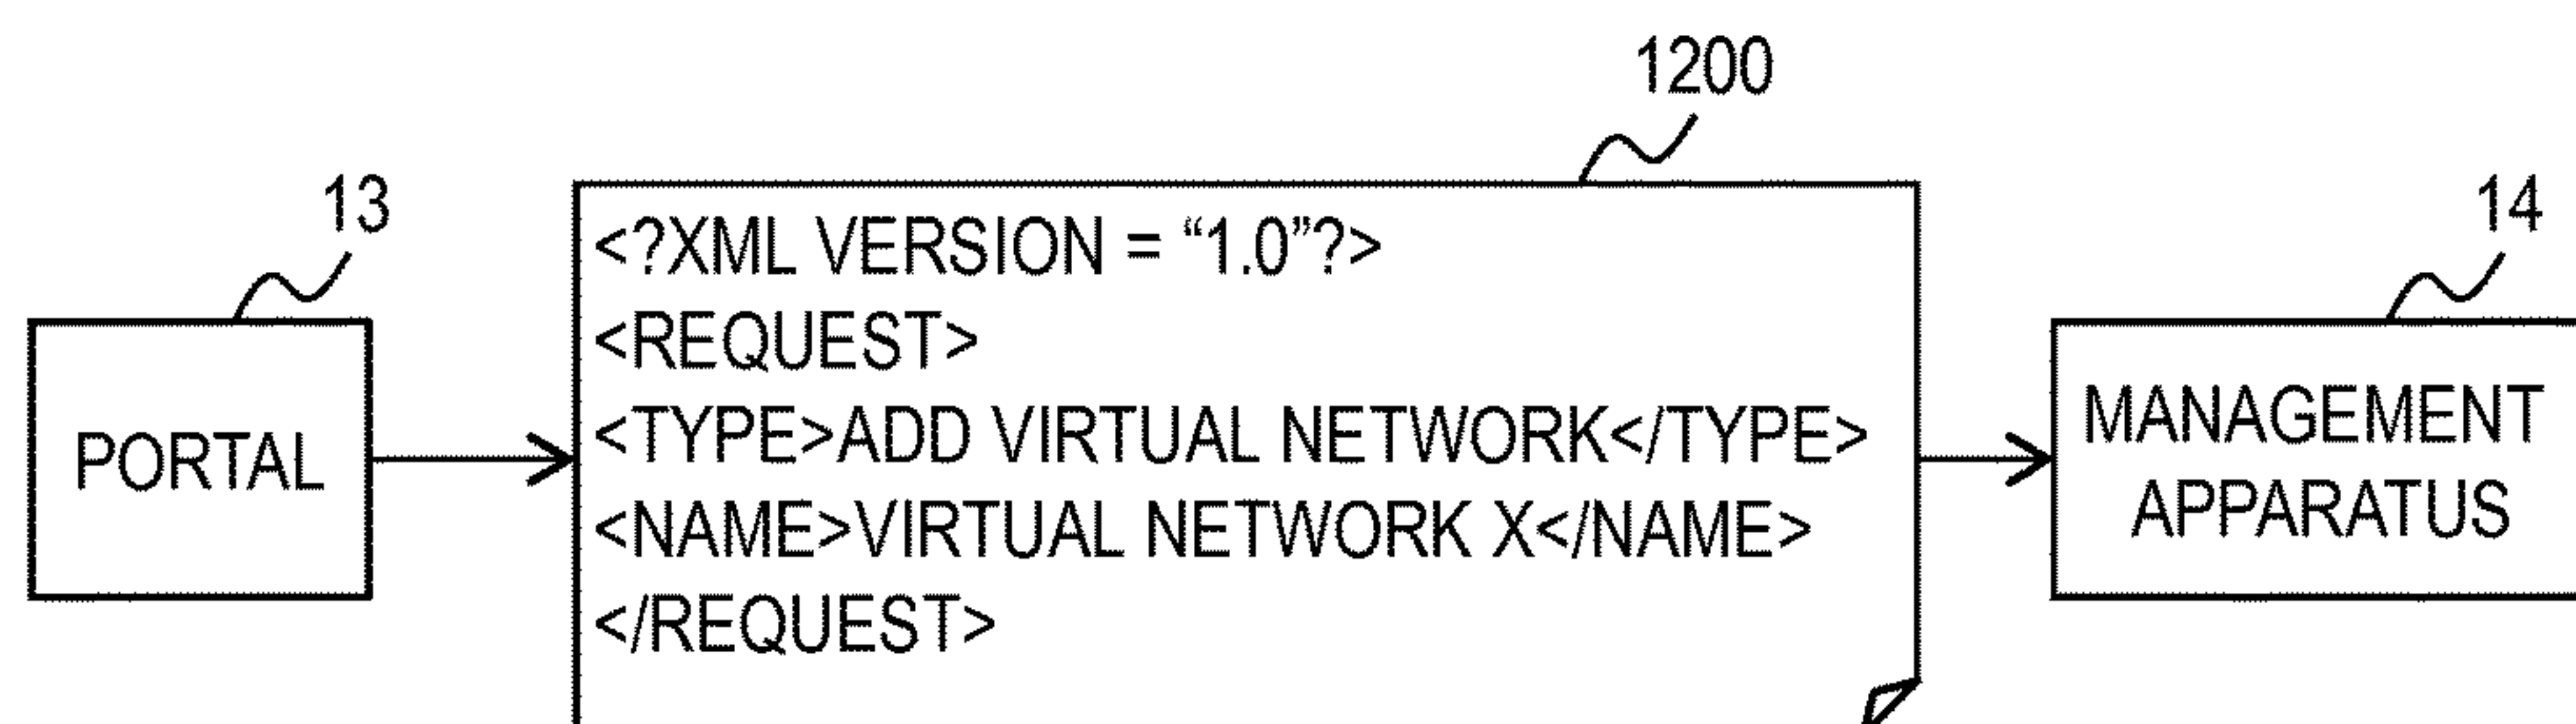 1200
13
14
<?XML VERSION = “1.0”?>
<REQUEST>
<TYPE>ADD VIRTUAL NETWORK</TYPE>
<NAME>VIRTUAL NETWORK X</NAME>
</REQUEST>
PORTAL
MANAGEMENT
APPARATUS